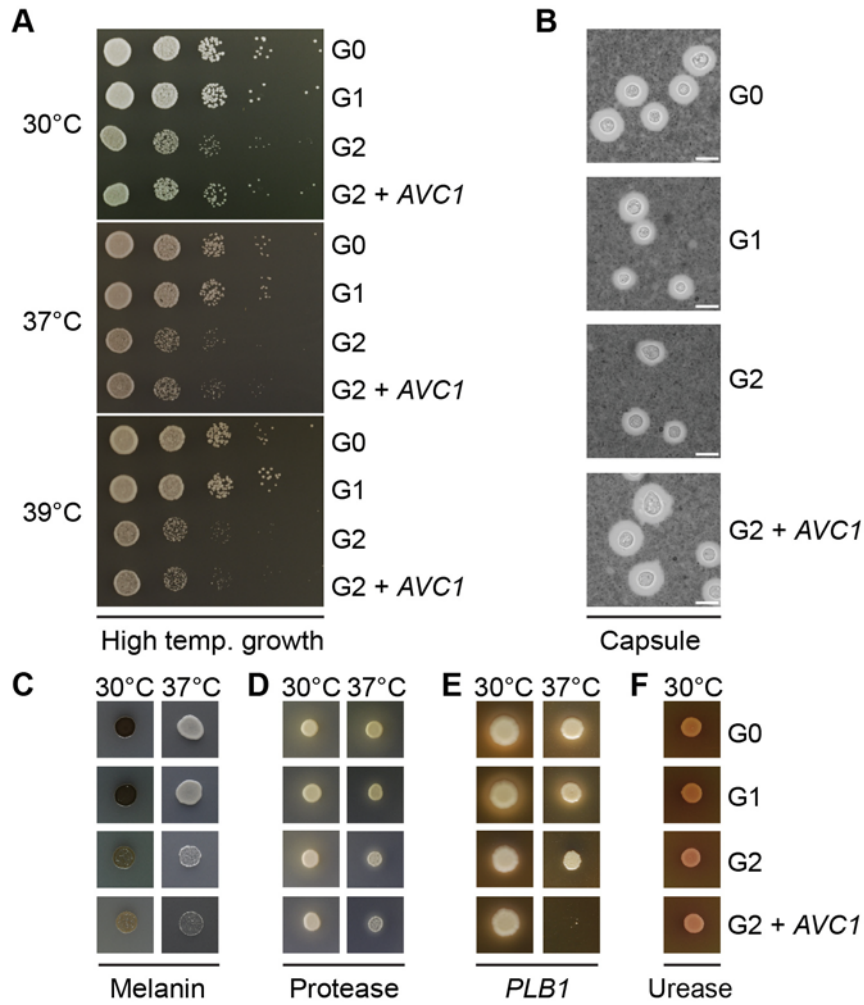 A
B
30°C
G0
G1
G2
G2 + AVC1
37°C
G0
G1
G2
G2 + AVC1
39°C
G0
G1
G2
G2 + AVC1
High temp. growth
G0
G1
G2
G2 + AVC1
Capsule
C
D
E
F
30°C 37°C
30°C 37°C
30°C 37°C
30°C
G0
G1
G2
G2 + AVC1
Melanin
Protease
PLB1
Urease